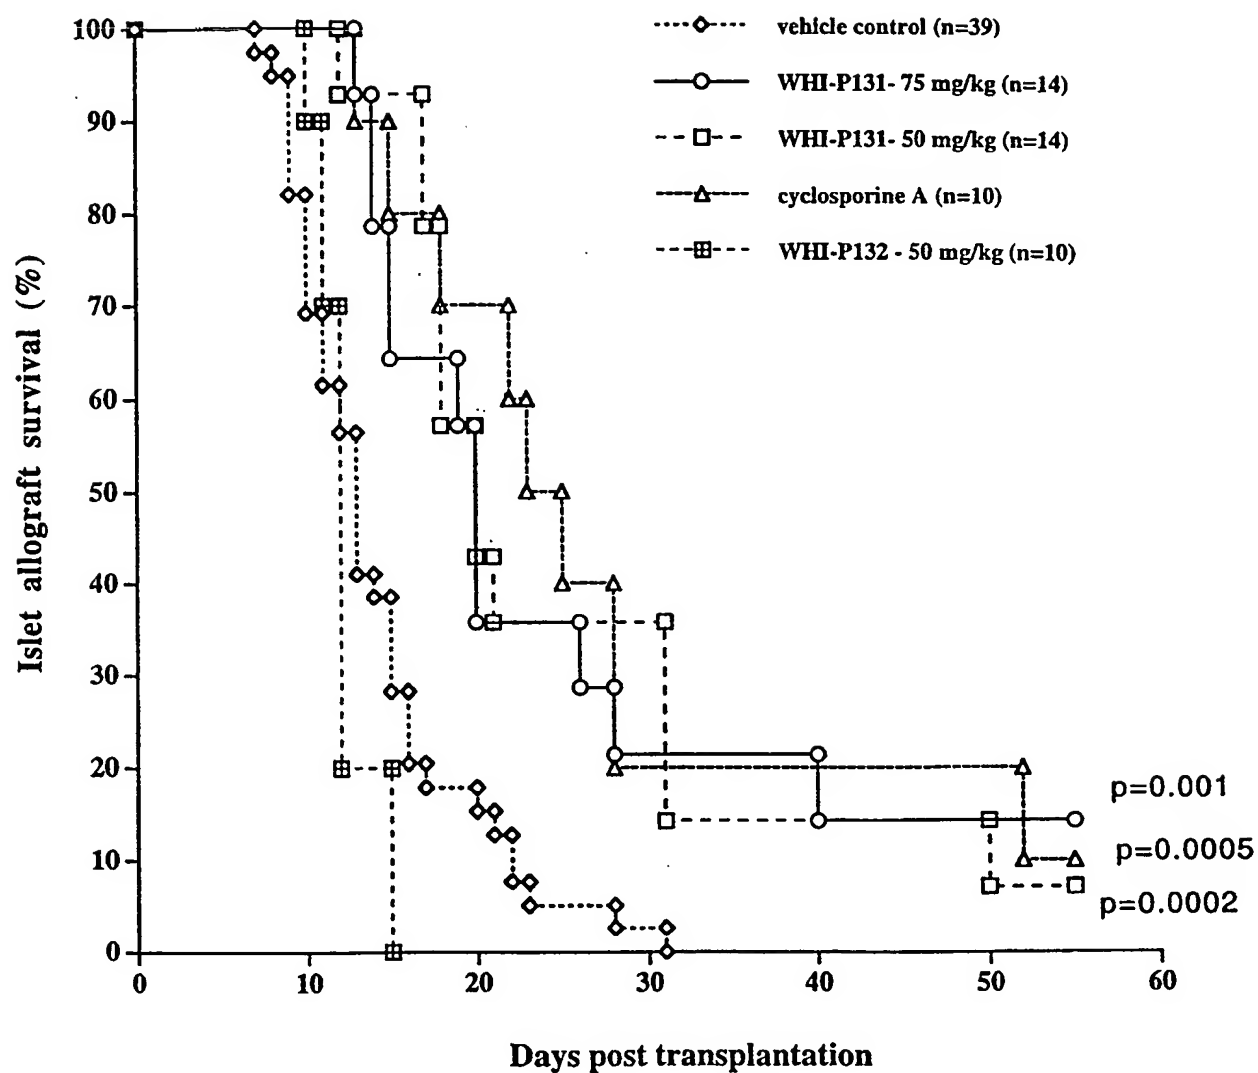 vehicle control (n=39)
WHI-P131- 75 mg/kg (n=14)
WHI-P131- 50 mg/kg (n=14)
cyclosporine A (n=10)
WHI-P132 - 50 mg/kg (n=10)
Islet allograft survival (%)
100
90
80
70
60
50
40
30
20
10
0
p=0.001
p=0.0005
p=0.0002
0 10 20 30 40 50 60
Days post transplantation